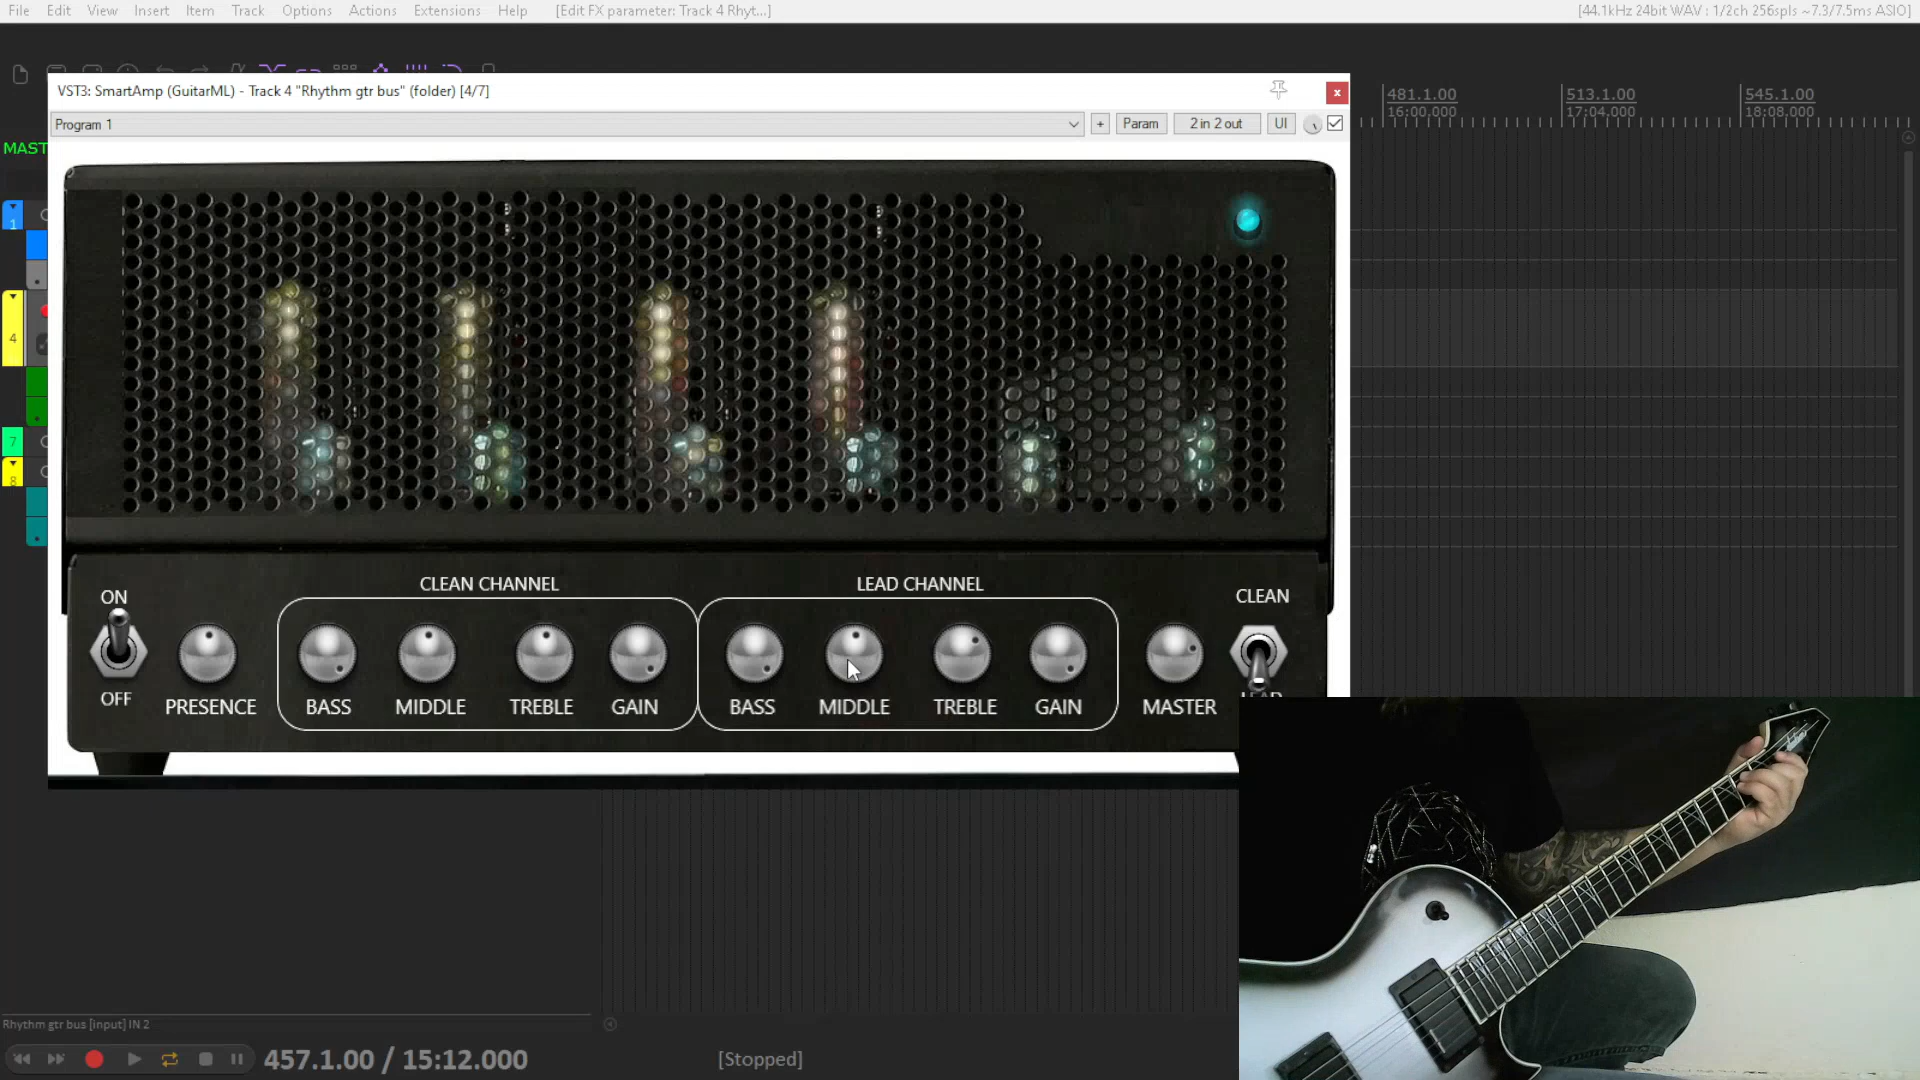 File Edit View Insert Item Track Options Actions Extensions Help [Edit FX parameter: Track 4 Rhyt...] [44.1kHz 24bit WAV : 1/2ch 256spls ~7.3/7.5ms ASIO]
VST3: SmartAmp (GuitarML) - Track 4 "Rhythm gtr bus" (folder) [4/7]
Program 1 + Param 2 in 2 out UI
481.1.00 513.1.00 545.1.00
16:00.000 17:04.000 18:08.000
MAST
1
4
7
8
CLEAN CHANNEL LEAD CHANNEL
ON CLEAN
OFF PRESENCE BASS MIDDLE TREBLE GAIN BASS MIDDLE TREBLE GAIN MASTER LEAD
Rhythm gtr bus [input] IN 2
457.1.00 / 15:12.000 [Stopped]